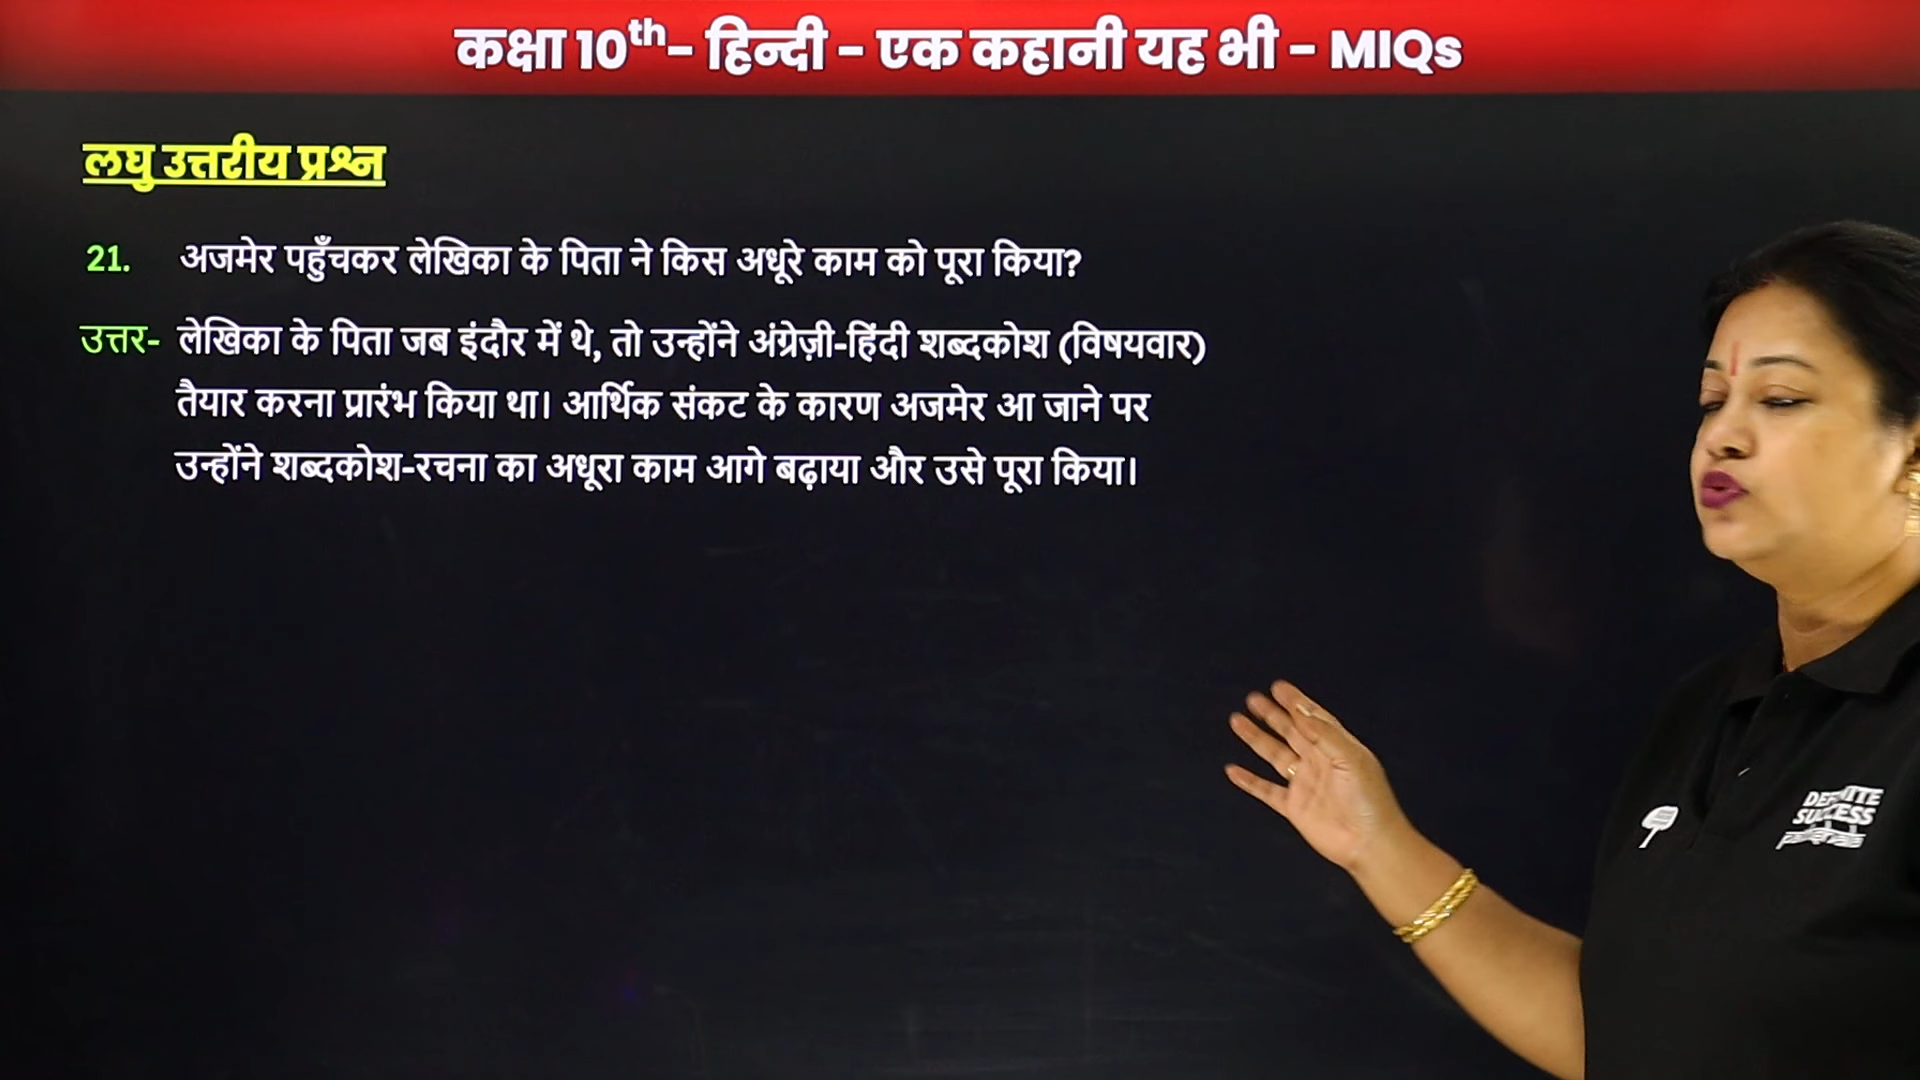 कक्षा 10th- हिन्दी - एक कहानी यह भी - MIQs
लघु उत्तरीय प्रश्न
21. अजमेर पहुँचकर लेखिका के पिता ने किस अधूरे काम को पूरा किया?
उत्तर- लेखिका के पिता जब इंदौर में थे, तो उन्होंने अंग्रेज़ी-हिंदी शब्दकोश (विषयवार)
तैयार करना प्रारंभ किया था। आर्थिक संकट के कारण अजमेर आ जाने पर
उन्होंने शब्दकोश-रचना का अधूरा काम आगे बढ़ाया और उसे पूरा किया।
SUCCESS